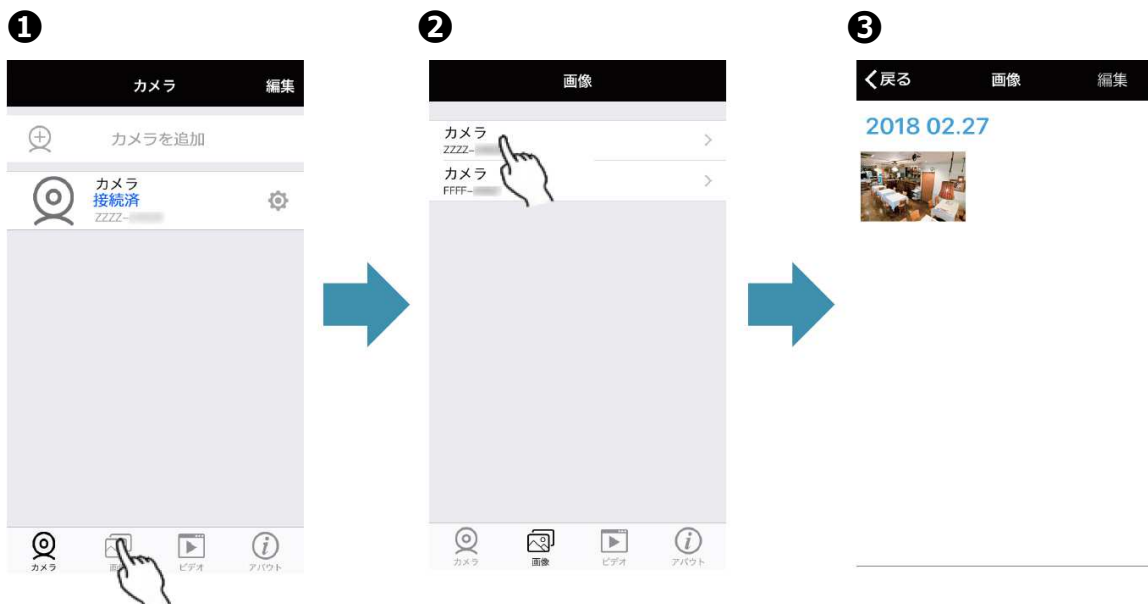 ❶
カメラ 編集
カメラを追加
カメラ
接続済
ZZZZ-
カメラ ビデオ アバウト
❷
画像
カメラ
ZZZZ-
カメラ
FFFF-
カメラ 画像 ビデオ アバウト
❸
戻る 画像 編集
2018 02.27